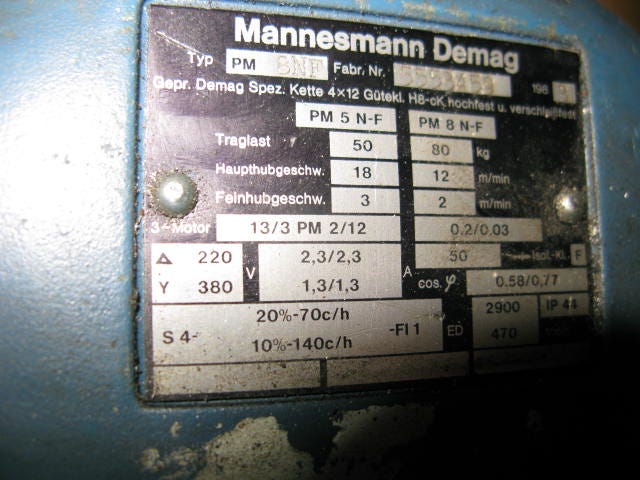 Mannesmann Demag
Typ PM 8NF Fabr. Nr. 198
Gepr. Demag Spez. Kette 4×12 Gütekl. H8-cK hochfest u. verschleißfest
PM 5 N-F PM 8 N-F
Traglast 50 80 kg
Haupthubgeschw. 18 12 m/min
Feinhubgeschw. 3 2 m/min
3~Motor 13/3 PM 2/12 0.2/0.03
Δ 220 V 2,3/2,3 A 50 Isol.-Kl. F
Y 380 1,3/1,3 cos. φ 0.58/0,77
S 4- 20%-70c/h -FI 1 ED 2900 IP 44
10%-140c/h 470